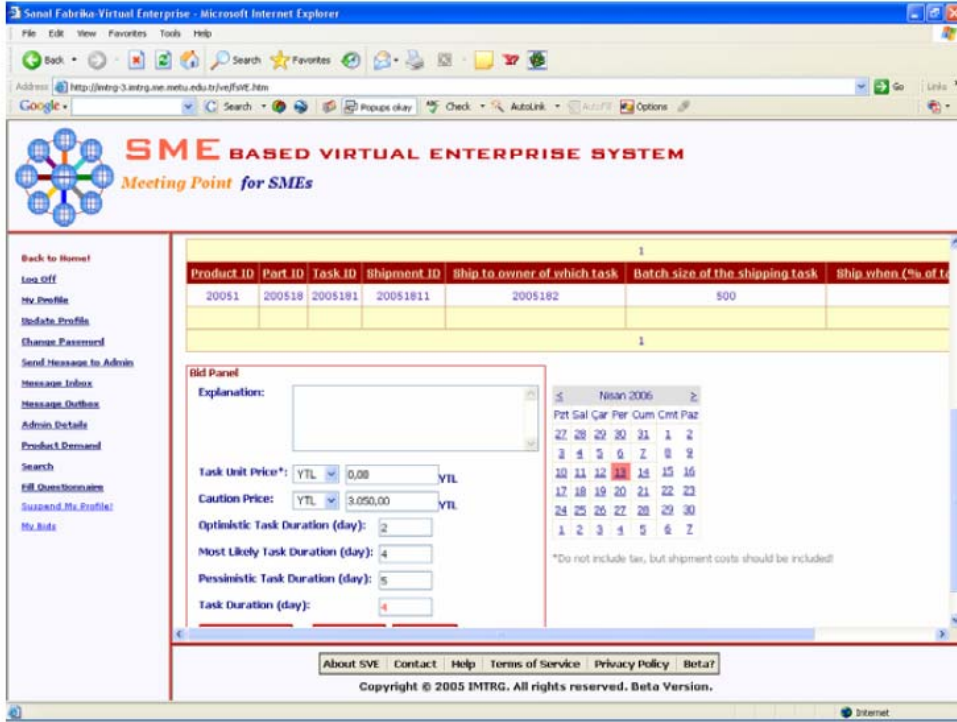 Sanal Fabrika-Virtual Enterprise - Microsoft Internet Explorer
File Edit View Favorites Tools Help
Back Search Favorites
Address http://imtrg-3.imtrg.me.metu.edu.tr/ve/fsVE.htm Go Links
Google Search Popups okay Check AutoLink AutoFill Options
SME BASED VIRTUAL ENTERPRISE SYSTEM
Meeting Point for SMEs
Back to Home!
Log Off
My Profile
Update Profile
Change Password
Send Message to Admin
Message Inbox
Message Outbox
Admin Details
Product Demand
Search
Fill Questionnaire
Suspend My Profile!
My Bids
1
Product ID Part ID Task ID Shipment ID Ship to owner of which task Batch size of the shipping task Ship when (% of ta
20051 200518 2005181 20051811 2005182 500
1
Bid Panel
Explanation:
Task Unit Price*: YTL 0,08 YTL
Caution Price: YTL 3.050,00 YTL
Optimistic Task Duration (day): 2
Most Likely Task Duration (day): 4
Pessimistic Task Duration (day): 5
Task Duration (day): 4
< Nisan 2006 >
Pzt Sal Çar Per Cum Cmt Paz
27 28 29 30 31 1 2
3 4 5 6 7 8 9
10 11 12 13 14 15 16
17 18 19 20 21 22 23
24 25 26 27 28 29 30
1 2 3 4 5 6 7
*Do not include tax, but shipment costs should be included!
About SVE Contact Help Terms of Service Privacy Policy Beta?
Copyright © 2005 IMTRG. All rights reserved. Beta Version.
Internet